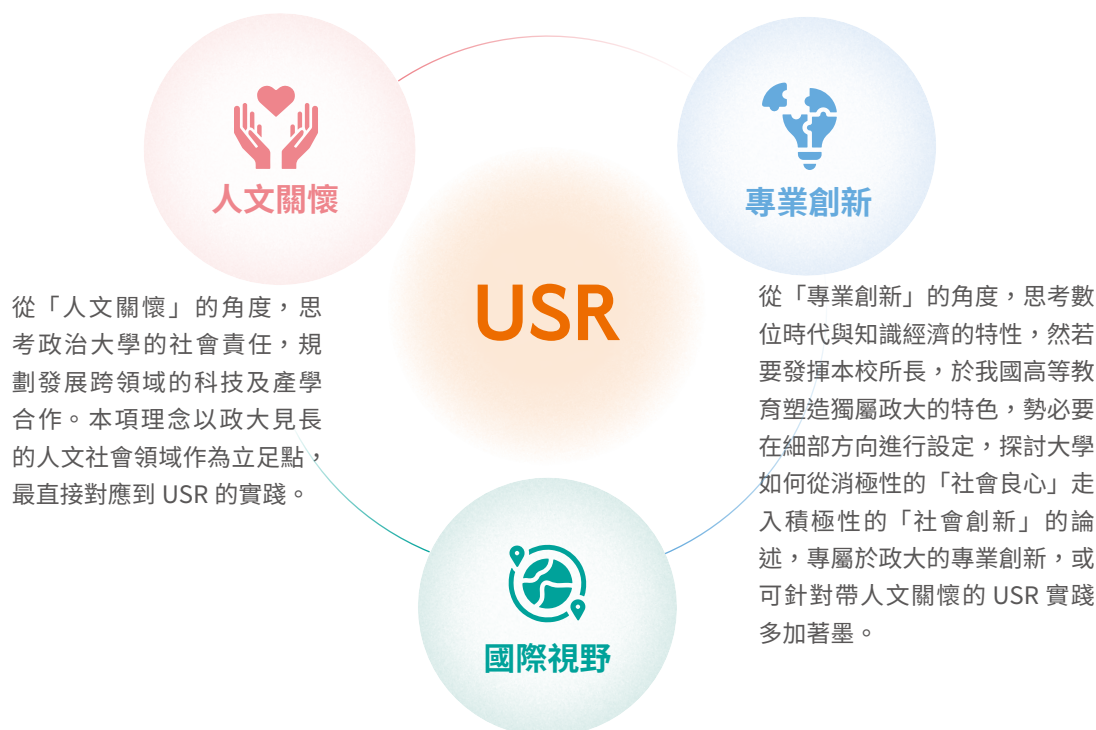 人文關懷
從「人文關懷」的角度，思
考政治大學的社會責任，規
劃發展跨領域的科技及產學
合作。本項理念以政大見長
的人文社會領域作為立足點，
最直接對應到 USR 的實踐。
USR
專業創新
從「專業創新」的角度，思考數
位時代與知識經濟的特性，然若
要發揮本校所長，於我國高等教
育塑造獨屬政大的特色，勢必要
在細部方向進行設定，探討大學
如何從消極性的「社會良心」走
入積極性的「社會創新」的論
述，專屬於政大的專業創新，或
可針對帶人文關懷的 USR 實踐
多加著墨。
國際視野